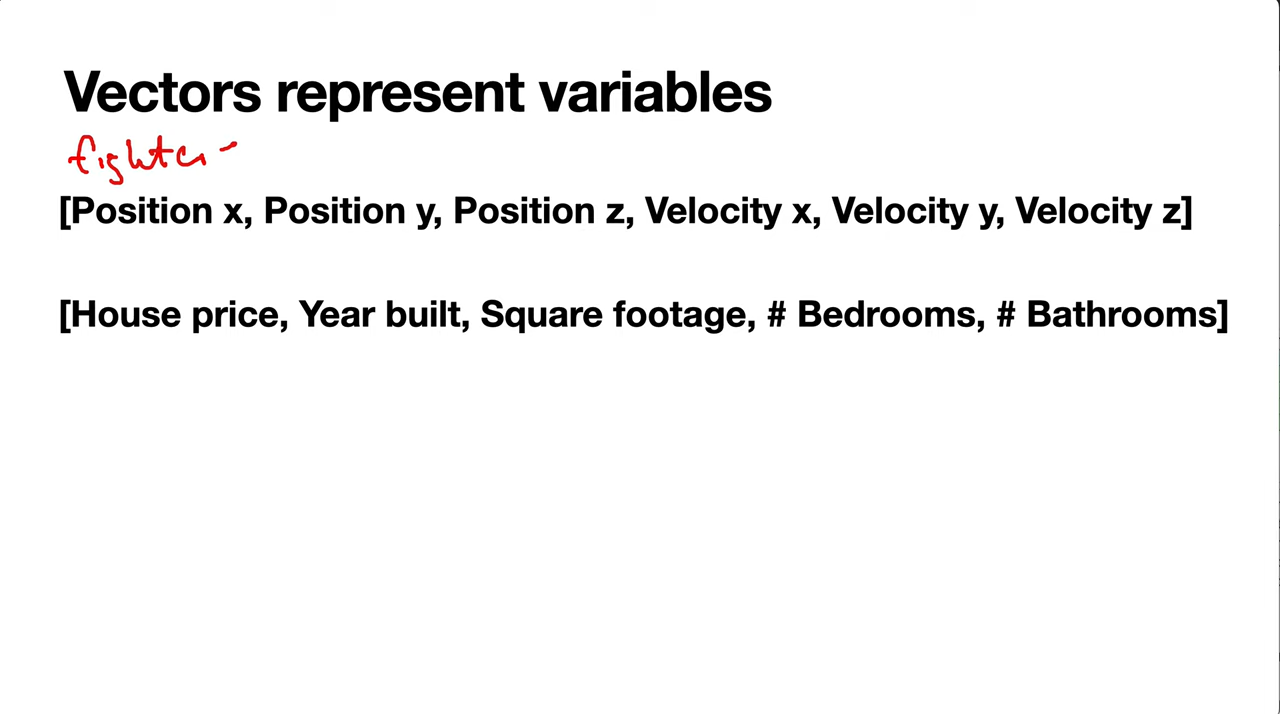 Vectors represent variables
fighter
[Position x, Position y, Position z, Velocity x, Velocity y, Velocity z]
[House price, Year built, Square footage, # Bedrooms, # Bathrooms]